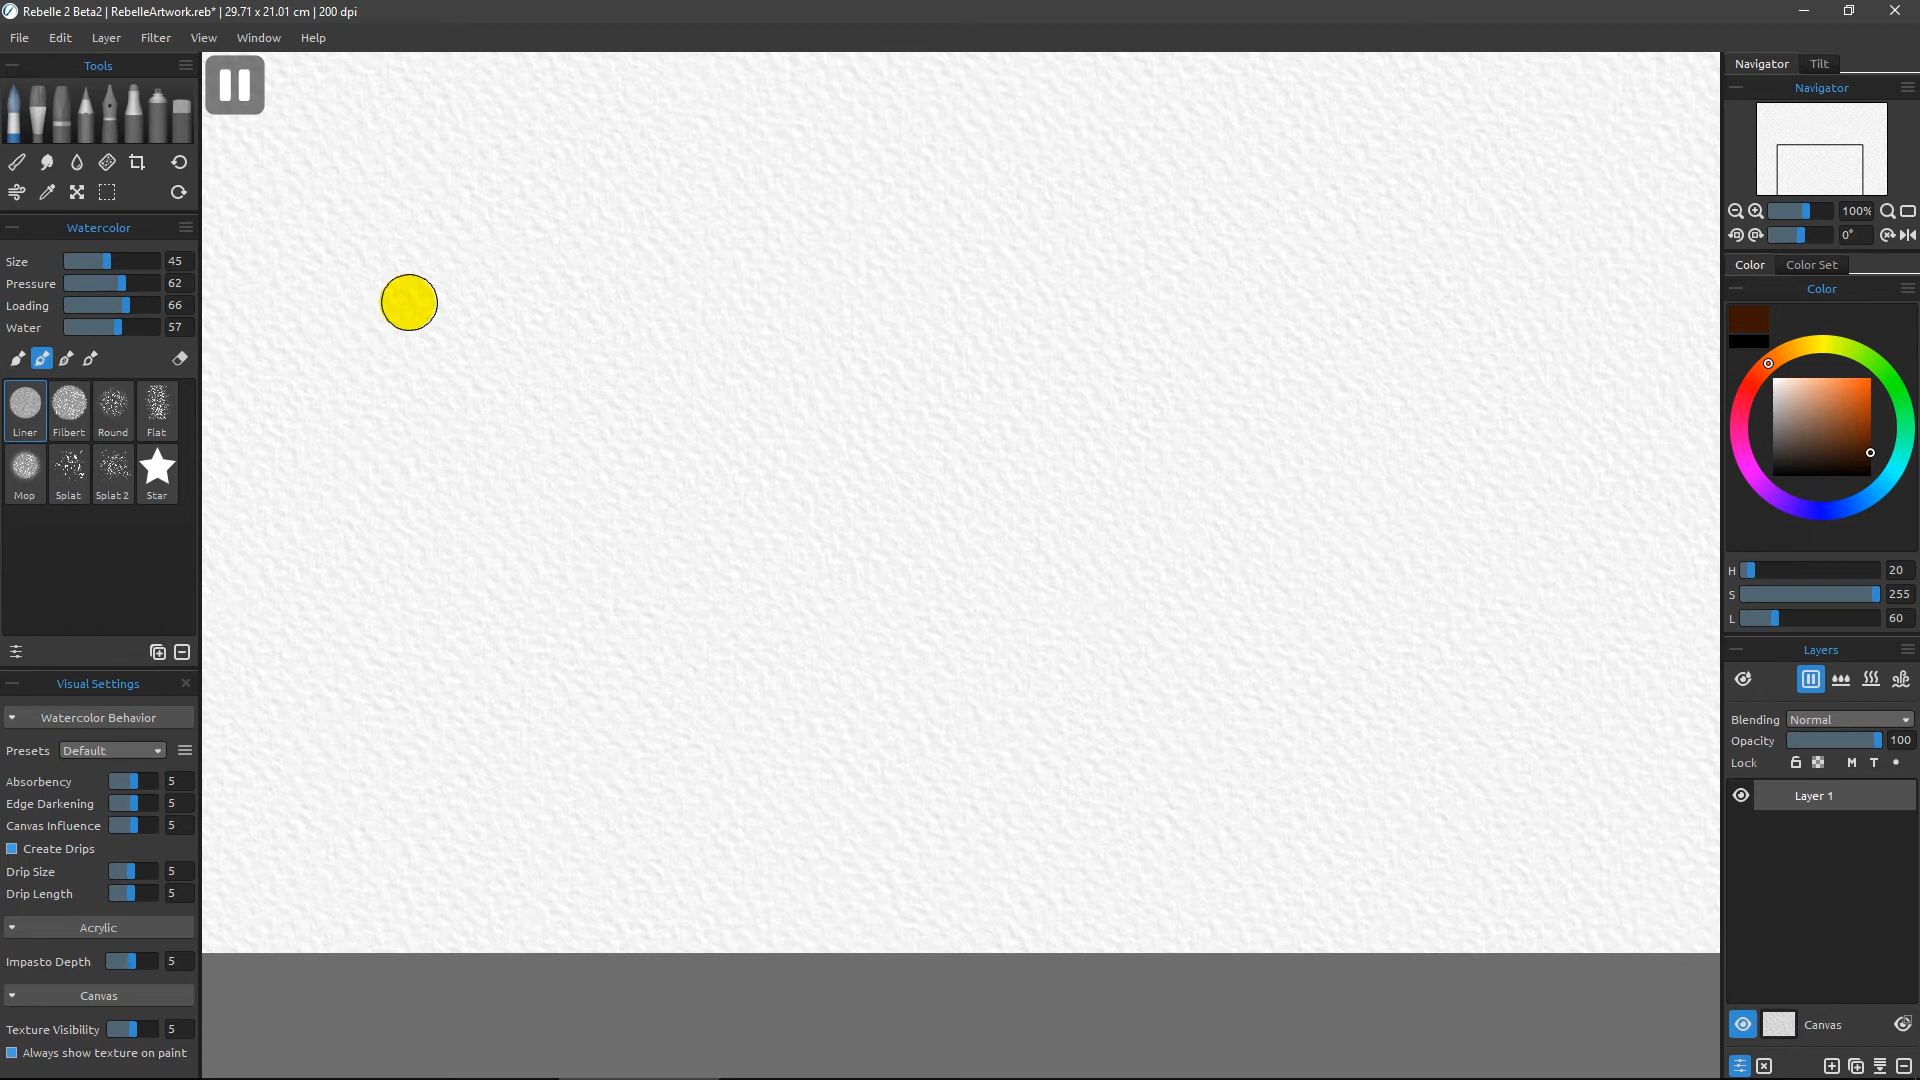 Rebelle 2 Beta2 | RebelleArtwork.reb* | 29.71 x 21.01 cm | 200 dpi
File Edit Layer Filter View Window Help
Tools
Watercolor
Size 45
Pressure 62
Loading 66
Water 57
Liner Filbert Round Flat
Mop Splat Splat 2 Star
Visual Settings
Watercolor Behavior
Presets Default
Absorbency 5
Edge Darkening 5
Canvas Influence 5
Create Drips
Drip Size 5
Drip Length 5
Acrylic
Impasto Depth 5
Canvas
Texture Visibility 5
Always show texture on paint
Navigator Tilt
Navigator
100%
0°
Color Color Set
Color
H 20
S 255
L 60
Layers
Blending Normal
Opacity 100
Lock M T
Layer 1
Canvas